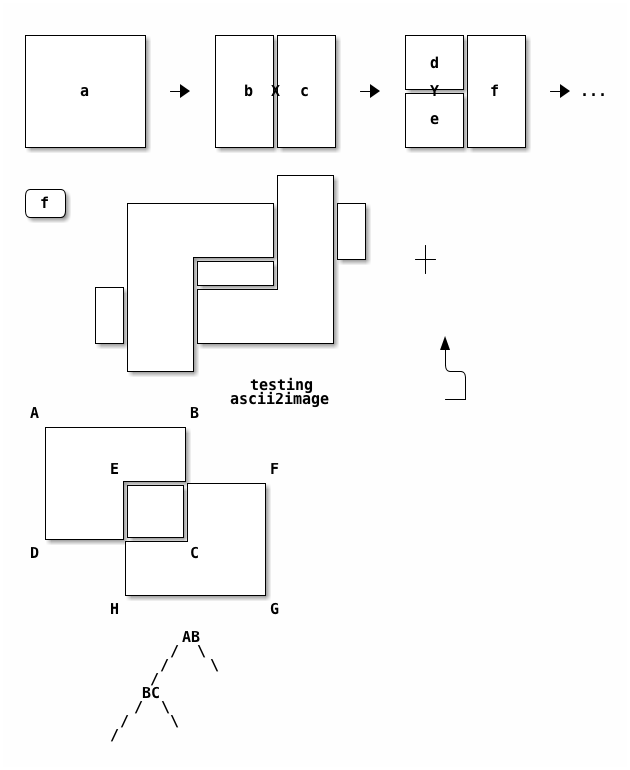 a b X c d Y e f ...
f
testing
ascii2image
A B
E F
D C
H G
AB
BC